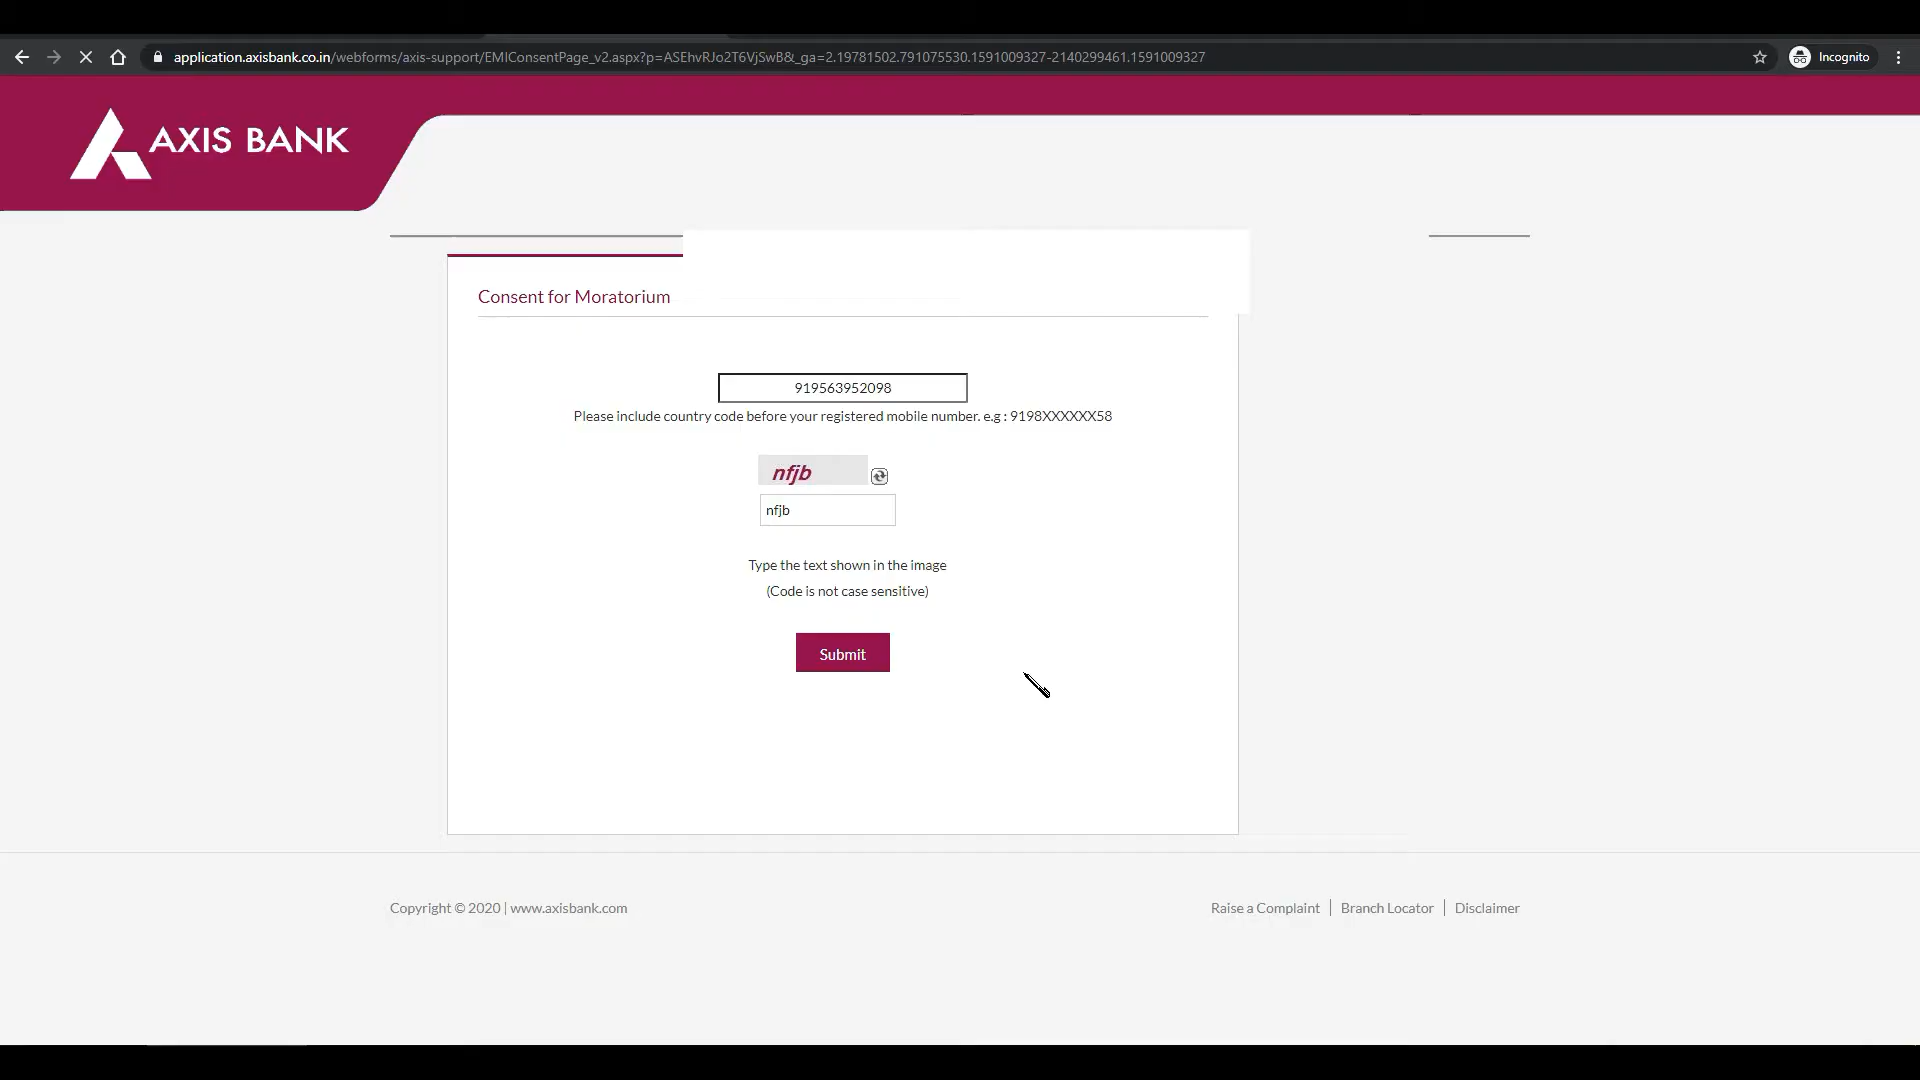 application.axisbank.co.in/webforms/axis-support/EMIConsentPage_v2.aspx?p=ASEhvRJo2T6VjSwB&_ga=2.19781502.791075530.1591009327-2140299461.1591009327
Incognito
AXIS BANK
Consent for Moratorium
919563952098
Please include country code before your registered mobile number. e.g : 9198XXXXXX58
nfjb
nfjb
Type the text shown in the image
(Code is not case sensitive)
Submit
Copyright © 2020 | www.axisbank.com
Raise a Complaint | Branch Locator | Disclaimer